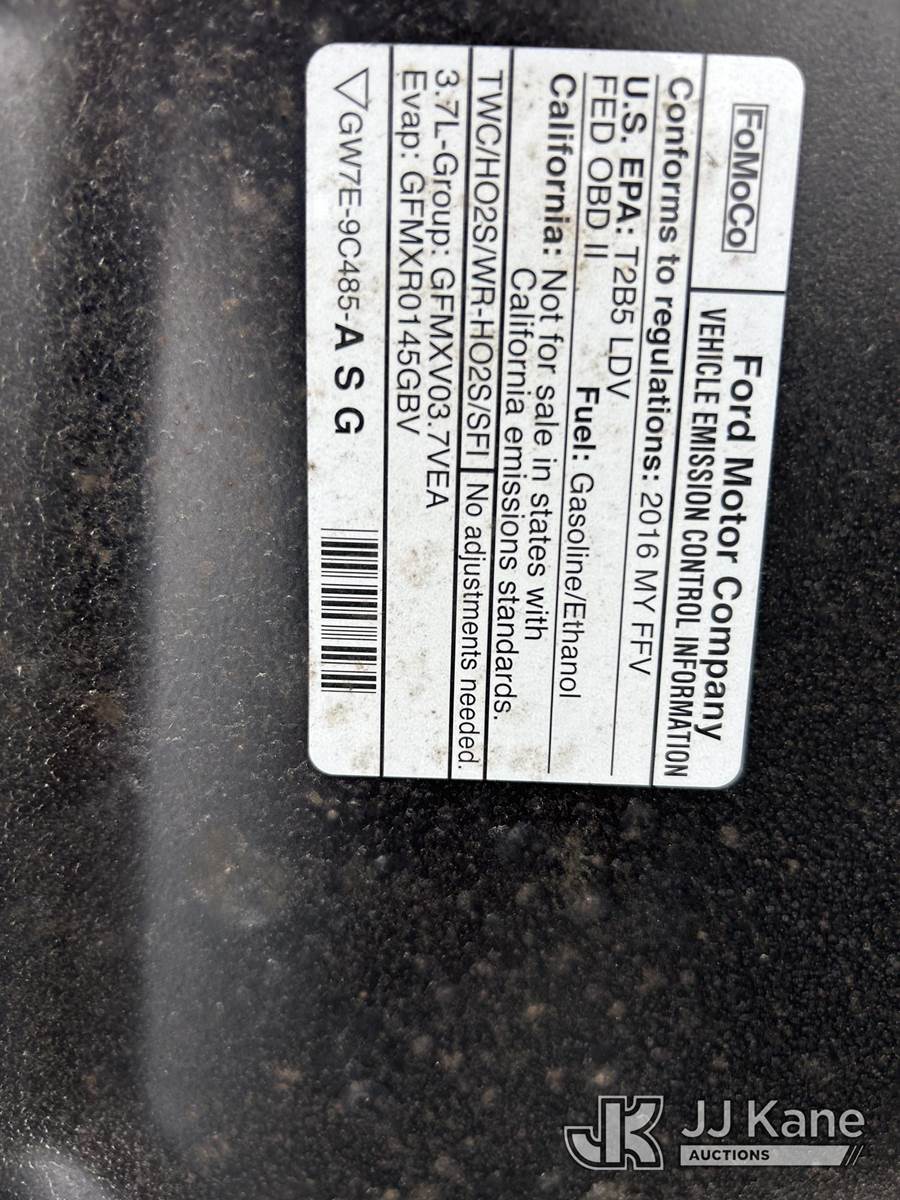 FoMoCo
Ford Motor Company
VEHICLE EMISSION CONTROL INFORMATION
Conforms to regulations: 2016 MY FFV
U.S. EPA: T2B5 LDV
FED OBD II Fuel: Gasoline/Ethanol
California: Not for sale in states with
California emissions standards.
TWC/HO2S/WR-HO2S/SFI No adjustments needed.
3.7L-Group: GFMXV03.7VEA
Evap: GFMXR0145GBV
GW7E-9C485-A S G
JK JJ Kane
AUCTIONS